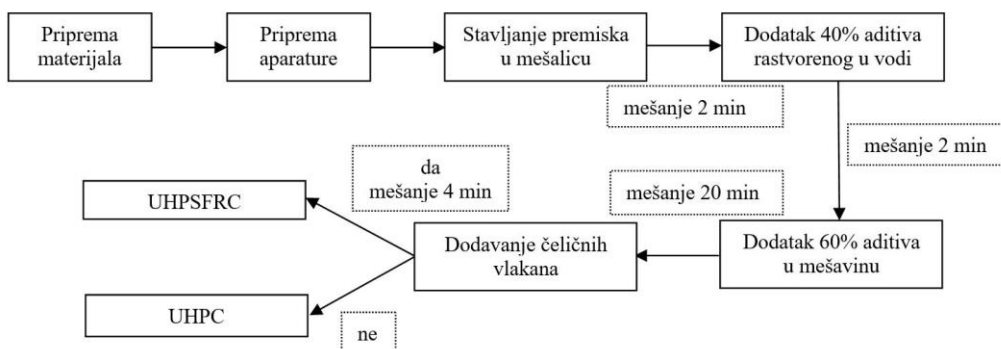 Priprema
materijala
Priprema
aparature
Stavljanje premiska
u mešalicu
Dodatak 40% aditiva
rastvorenog u vodi
mešanje 2 min
mešanje 2 min
da
mešanje 4 min
mešanje 20 min
UHPSFRC
Dodavanje čeličnih
vlakana
Dodatak 60% aditiva
u mešavinu
UHPC
ne